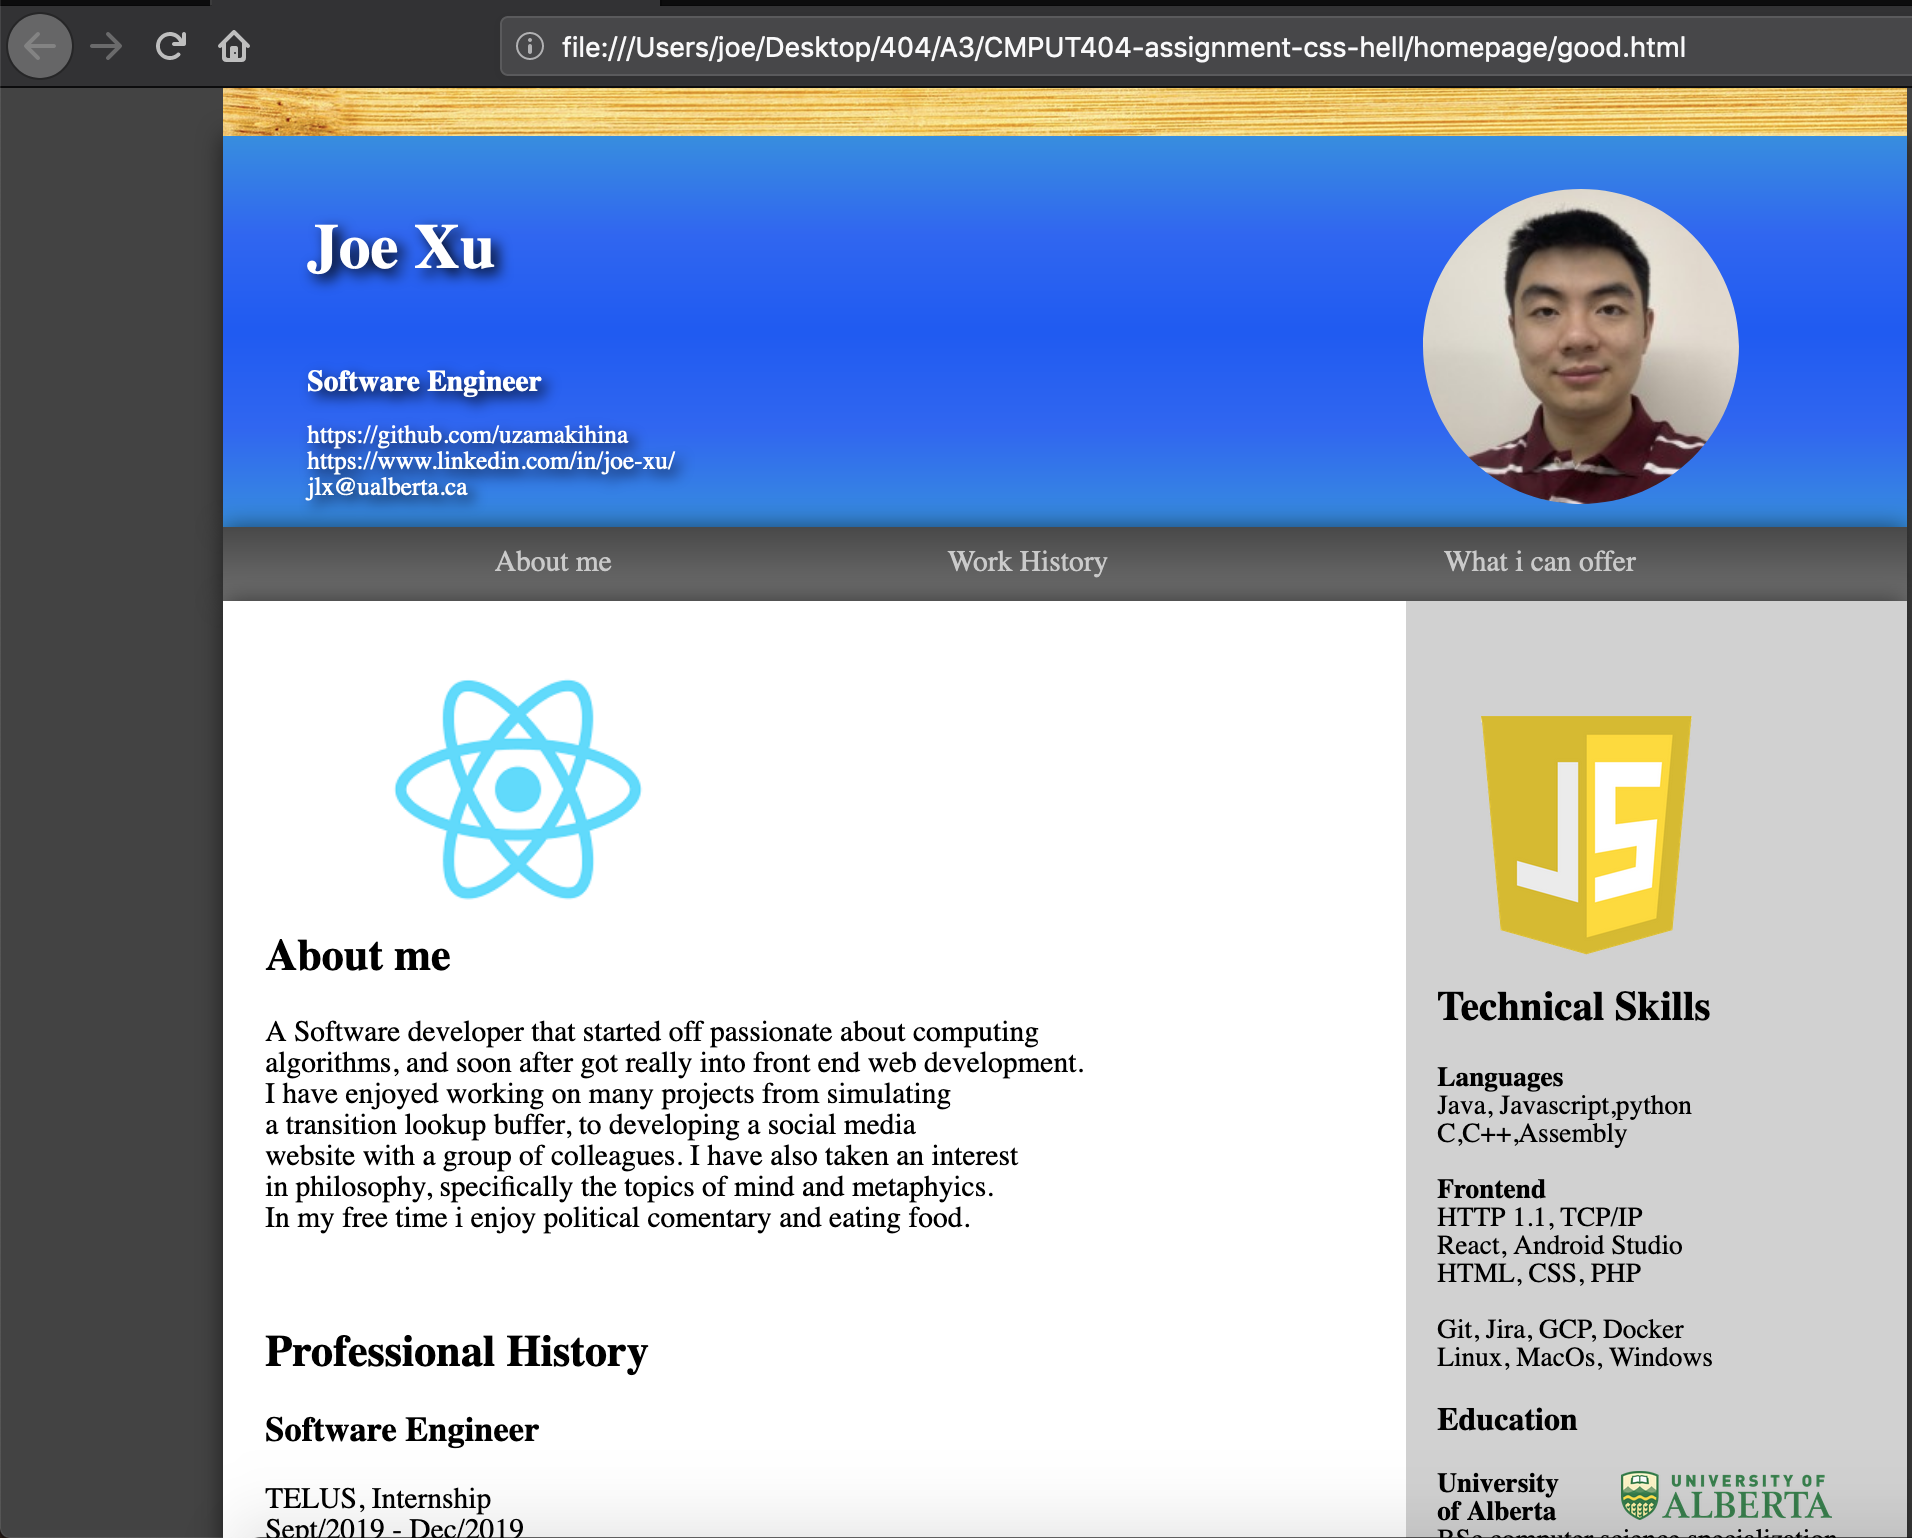 file:///Users/joe/Desktop/404/A3/CMPUT404-assignment-css-hell/homepage/good.html
Joe Xu
Software Engineer
https://github.com/uzamakihina
https://www.linkedin.com/in/joe-xu/
jlx@ualberta.ca
About me
Work History
What i can offer
About me
A Software developer that started off passionate about computing
algorithms, and soon after got really into front end web development.
I have enjoyed working on many projects from simulating
a transition lookup buffer, to developing a social media
website with a group of colleagues. I have also taken an interest
in philosophy, specifically the topics of mind and metaphyics.
In my free time i enjoy political comentary and eating food.
Professional History
Software Engineer
TELUS, Internship
Sept/2019 - Dec/2019
JS
Technical Skills
Languages
Java, Javascript,python
C,C++,Assembly
Frontend
HTTP 1.1, TCP/IP
React, Android Studio
HTML, CSS, PHP
Git, Jira, GCP, Docker
Linux, MacOs, Windows
Education
University
of Alberta
UNIVERSITY OF
ALBERTA
BSc computer science specialization